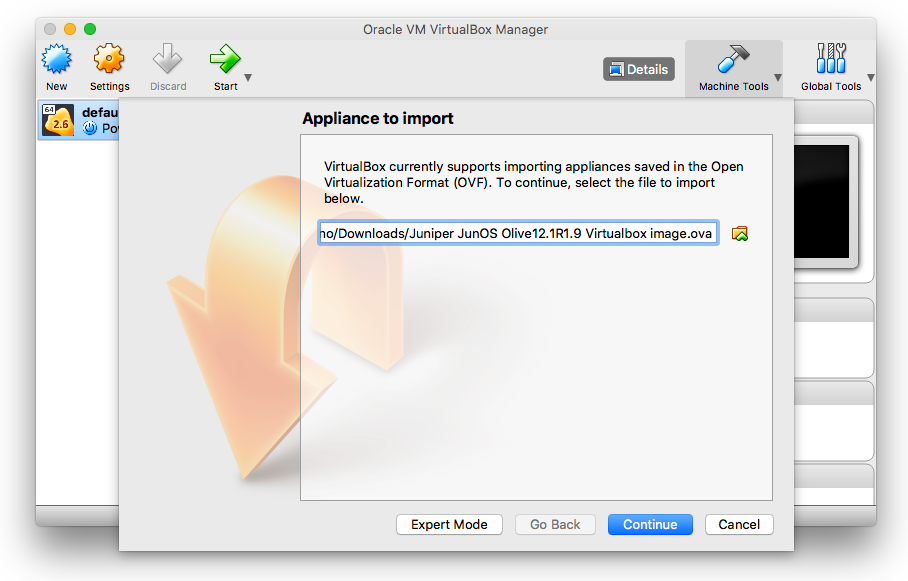 Oracle VM VirtualBox Manager
New
Settings
Discard
Start
Details
Machine Tools
Global Tools
64
2.6
defau
Po
Appliance to import
VirtualBox currently supports importing appliances saved in the Open
Virtualization Format (OVF). To continue, select the file to import
below.
no/Downloads/Juniper JunOS Olive12.1R1.9 Virtualbox image.ova
Expert Mode
Go Back
Continue
Cancel